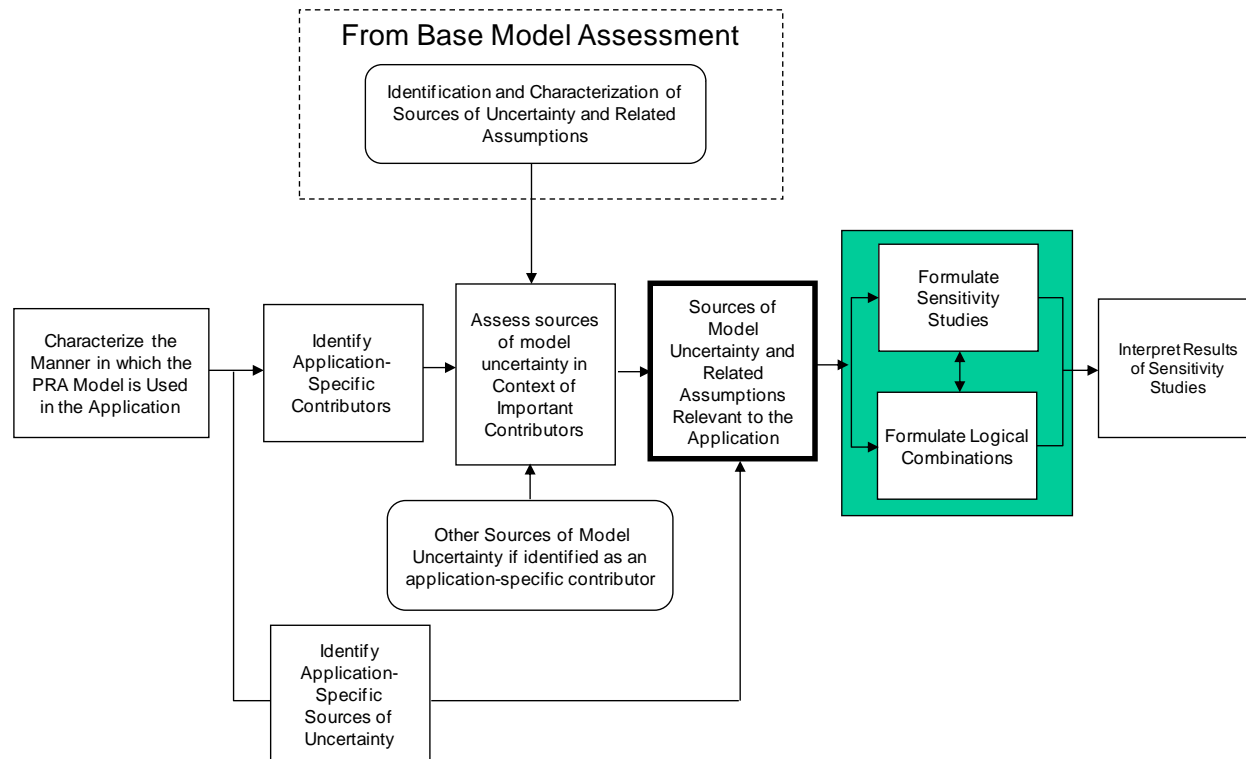 From Base Model Assessment
Identification and Characterization of
Sources of Uncertainty and Related
Assumptions
Characterize the
Manner in which the
PRA Model is Used
in the Application
Identify
Application-
Specific
Contributors
Assess sources
of model
uncertainty in
Context of
Important
Contributors
Sources of
Model
Uncertainty and
Related
Assumptions
Relevant to the
Application
Formulate
Sensitivity
Studies
Formulate Logical
Combinations
Interpret Results
of Sensitivity
Studies
Other Sources of Model
Uncertainty if identified as an
application-specific contributor
Identify
Application-
Specific
Sources of
Uncertainty